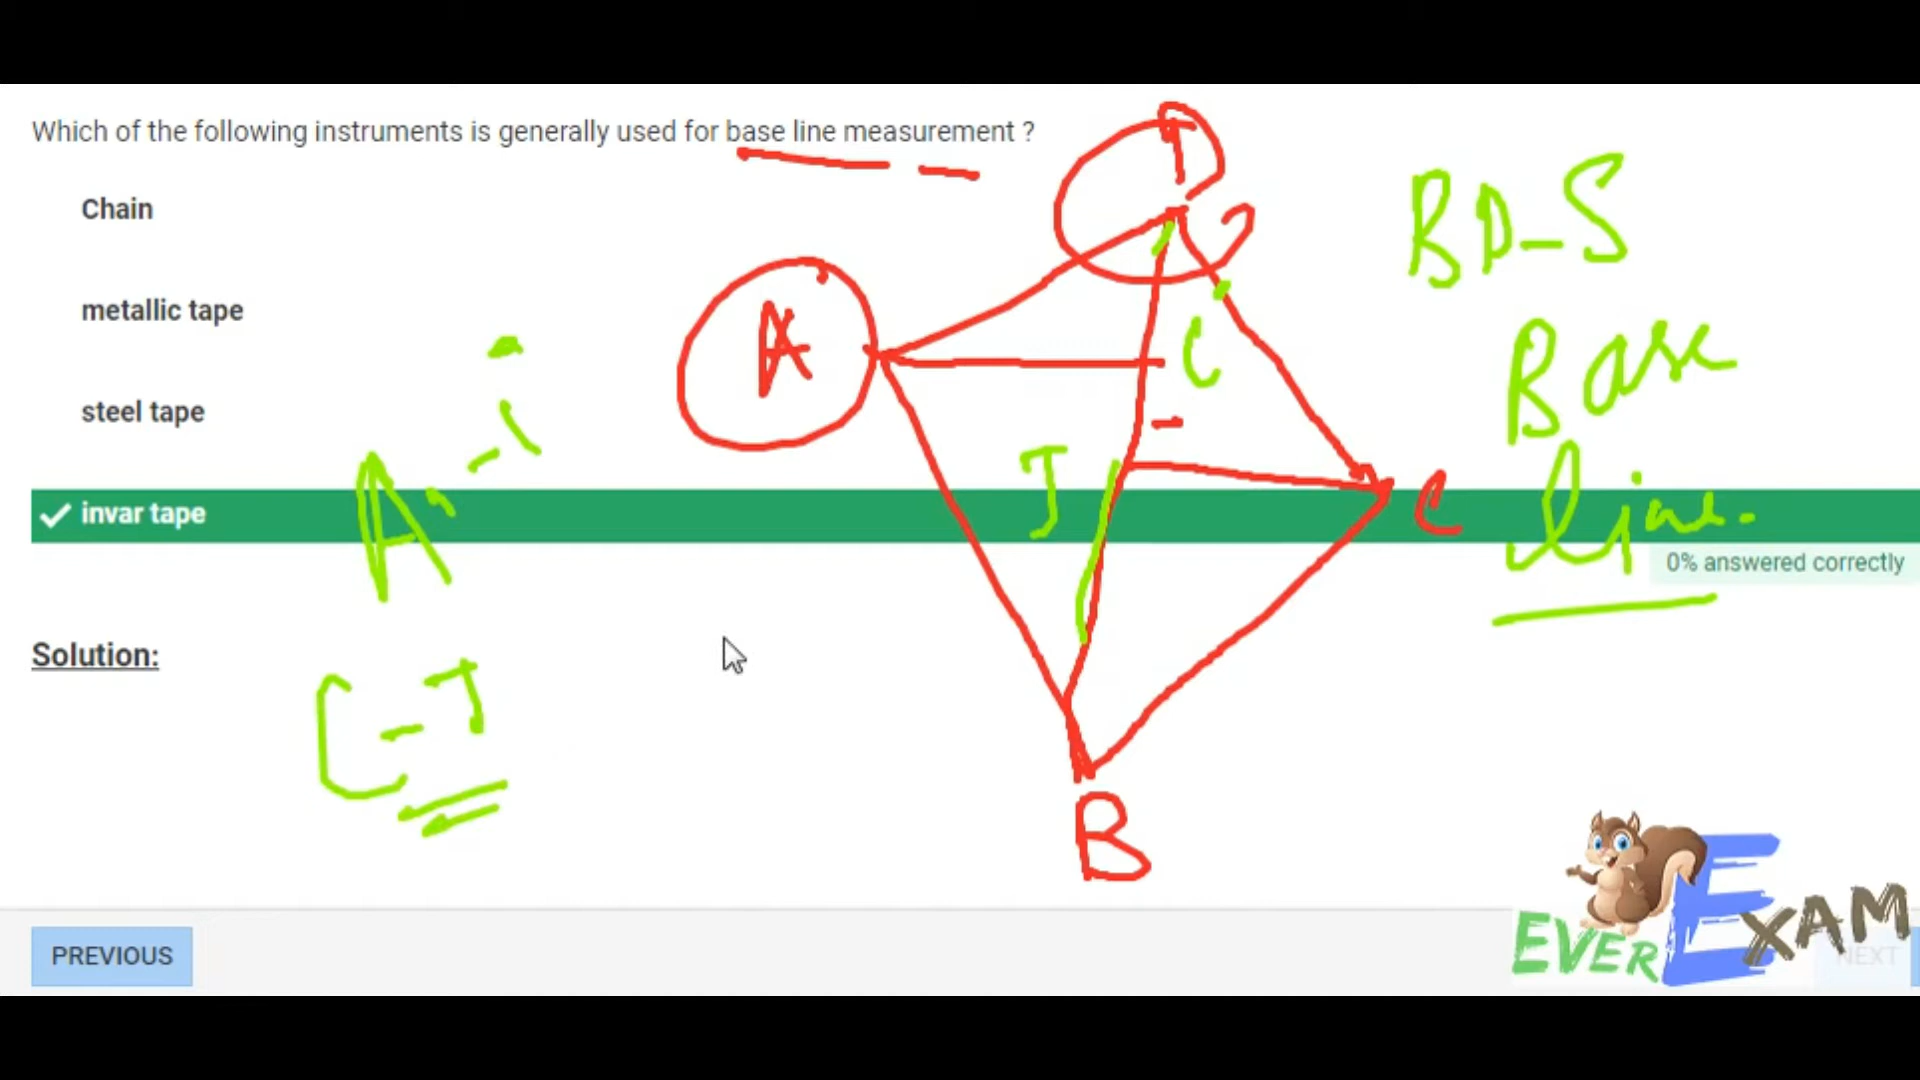 Which of the following instruments is generally used for base line measurement ?
Chain
metallic tape
steel tape
invar tape
0% answered correctly
Solution:
A
C
J
C
B
BD-S
Base
line.
A-i
C-J
PREVIOUS
NEXT
EVER EXAM